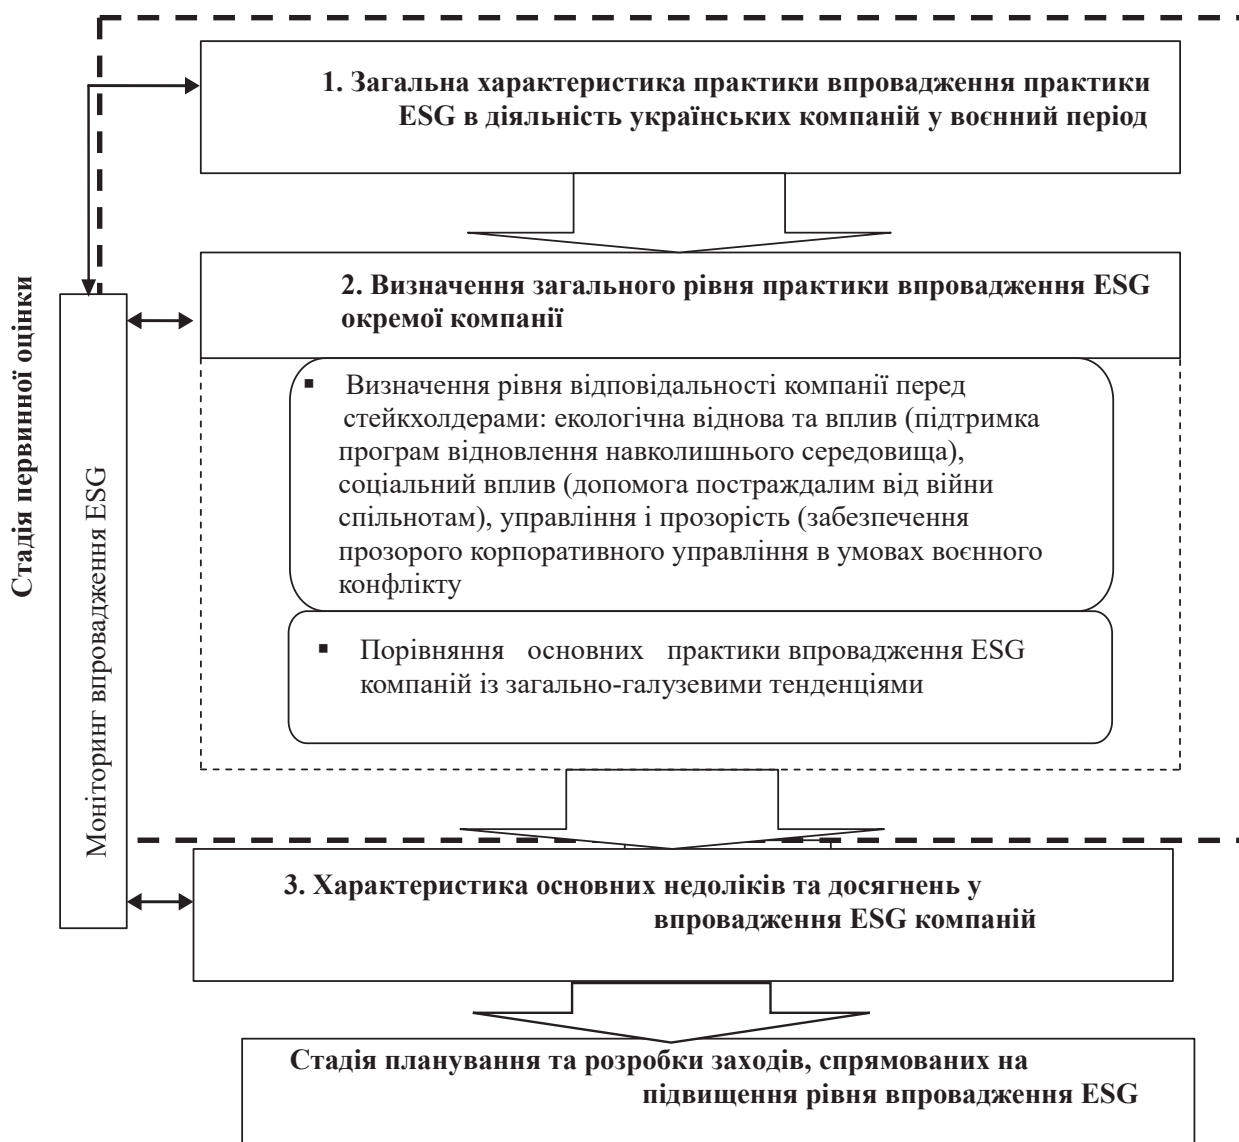 1. Загальна характеристика практики впровадження практики
ESG в діяльність українських компаній у воєнний період
Стадія первинної оцінки
Моніторинг впровадження ESG
2. Визначення загального рівня практики впровадження ESG
окремої компанії
▪ Визначення рівня відповідальності компанії перед
стейкхолдерами: екологічна віднова та вплив (підтримка
програм відновлення навколишнього середовища),
соціальний вплив (допомога постраждалим від війни
спільнотам), управління і прозорість (забезпечення
прозорого корпоративного управління в умовах воєнного
конфлікту
▪ Порівняння основних практики впровадження ESG
компаній із загально-галузевими тенденціями
3. Характеристика основних недоліків та досягнень у
впровадження ESG компаній
Стадія планування та розробки заходів, спрямованих на
підвищення рівня впровадження ESG